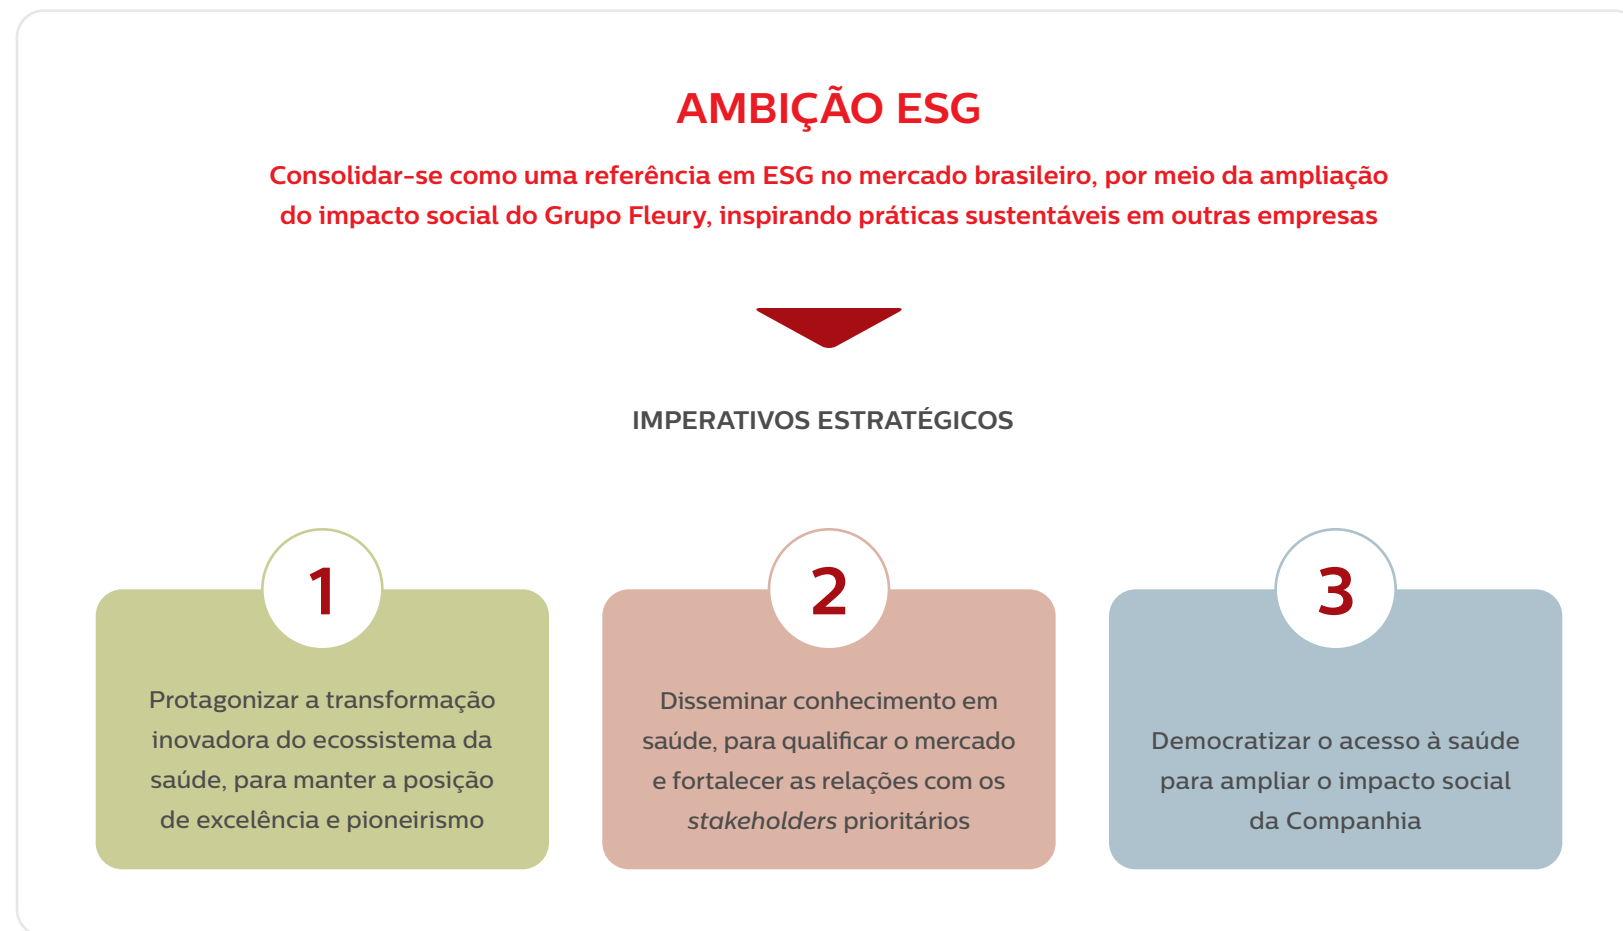 AMBIÇÃO ESG
Consolidar-se como uma referência em ESG no mercado brasileiro, por meio da ampliação
do impacto social do Grupo Fleury, inspirando práticas sustentáveis em outras empresas
IMPERATIVOS ESTRATÉGICOS
1
Protagonizar a transformação
inovadora do ecossistema da
saúde, para manter a posição
de excelência e pioneirismo
2
Disseminar conhecimento em
saúde, para qualificar o mercado
e fortalecer as relações com os
stakeholders prioritários
3
Democratizar o acesso à saúde
para ampliar o impacto social
da Companhia